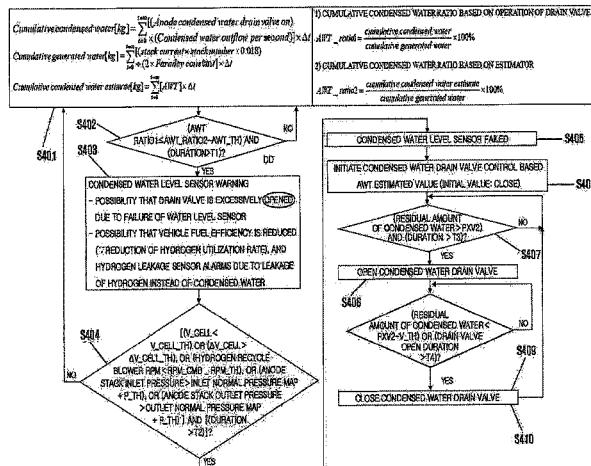 Cumulative condensed water[kg] = Σ [(Anode condensed water drain valve on) × (Condensed water outflow per second)] × Δt
Cumulative generated water[kg] = Σ [(stack current × stack number × 0.018) ÷ (2 × Faraday constant)] × Δt
Cumulative condensed water estimate[kg] = Σ [AWT] × Δt
1) CUMULATIVE CONDENSED WATER RATIO BASED ON OPERATION OF DRAIN VALVE
AWT_ratio1 = cumulative condensed water / cumulative generated water × 100%
2) CUMULATIVE CONDENSED WATER RATIO BASED ON ESTIMATOR
AWT_ratio2 = cumulative condensed water estimate / cumulative generated water × 100%
S401
S402
(AWT
RATIO1<AWT_RATIO2-AWT_TH) AND
(DURATION>T1)?
NO
YES
S403
CONDENSED WATER LEVEL SENSOR WARNING
- POSSIBILITY THAT DRAIN VALVE IS EXCESSIVELY OPENED
DUE TO FAILURE OF WATER LEVEL SENSOR
- POSSIBILITY THAT VEHICLE FUEL EFFICIENCY IS REDUCED
(∵REDUCTION OF HYDROGEN UTILIZATION RATE), AND
HYDROGEN LEAKAGE SENSOR ALARMS DUE TO LEAKAGE
OF HYDROGEN INSTEAD OF CONDENSED WATER
S404
[(V_CELL <
V_CELL_TH), OR (ΔV_CELL >
ΔV_CELL_TH), OR (HYDROGEN RECYCLE
BLOWER RPM < RPM_CMD - RPM_TH), OR (ANODE
STACK INLET PRESSURE > INLET NORMAL PRESSURE MAP
+ P_TH), OR (ANODE STACK OUTLET PRESSURE
> OUTLET NORMAL PRESSURE MAP
+ P_TH)] AND [(DURATION
>T2)]?
NO
YES
CONDENSED WATER LEVEL SENSOR FAILED
S405
INITIATE CONDENSED WATER DRAIN VALVE CONTROL BASED
AWT ESTIMATED VALUE (INITIAL VALUE: CLOSE)
S40
(RESIDUAL AMOUNT
OF CONDENSED WATER > FXV2)
AND (DURATION > T3)?
NO
S407
YES
OPEN CONDENSED WATER DRAIN VALVE
S408
(RESIDUAL
AMOUNT OF CONDENSED WATER <
FXV2-V_TH) OR (DRAIN VALVE
OPEN DURATION
>T4)?
NO
S409
YES
CLOSE CONDENSED WATER DRAIN VALVE
S410